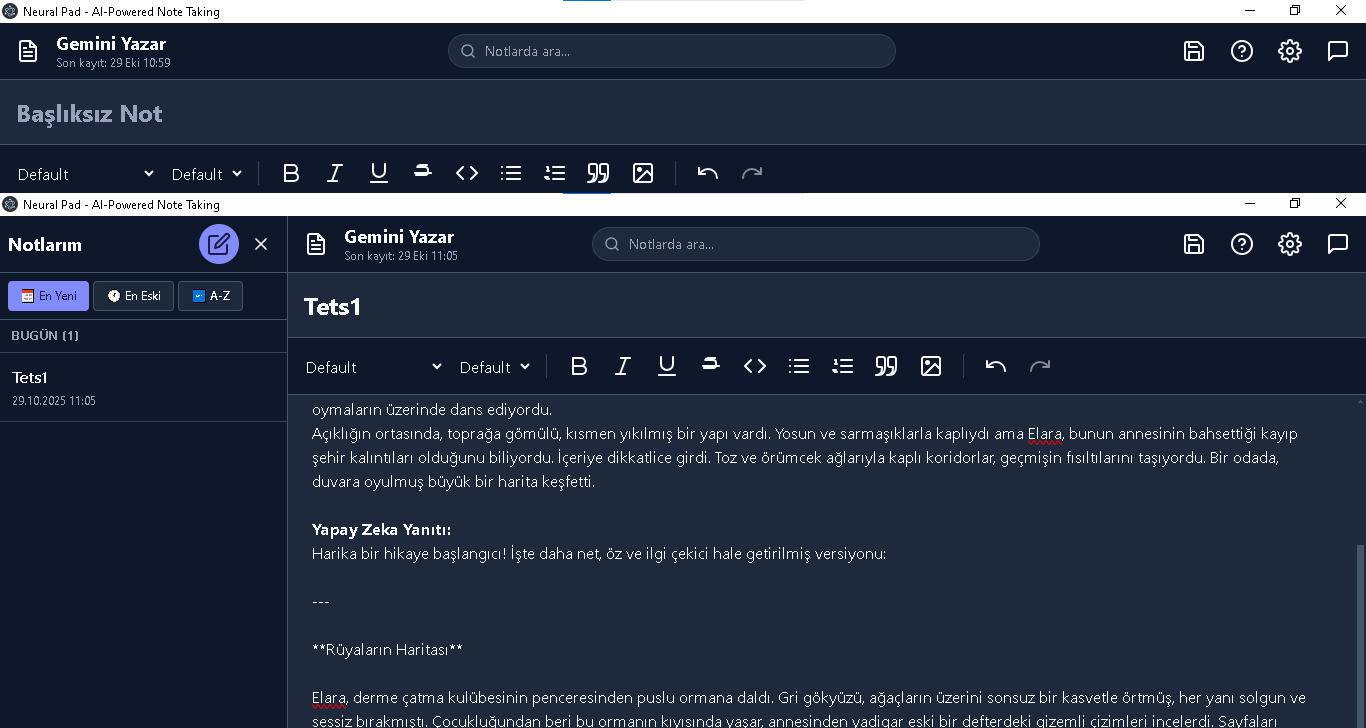 Neural Pad - AI-Powered Note Taking
Gemini Yazar
Son kayıt: 29 Eki 10:59
Notlarda ara...
Başlıksız Not
Default
Default
Neural Pad - AI-Powered Note Taking
Notlarım
Gemini Yazar
Son kayıt: 29 Eki 11:05
Notlarda ara...
En Yeni
En Eski
A-Z
BUGÜN (1)
Tets1
29.10.2025 11:05
Tets1
Default
Default
oymaların üzerinde dans ediyordu.
Açıklığın ortasında, toprağa gömülü, kısmen yıkılmış bir yapı vardı. Yosun ve sarmaşıklarla kaplıydı ama Elara, bunun annesinin bahsettiği kayıp
şehir kalıntıları olduğunu biliyordu. İçeriye dikkatlice girdi. Toz ve örümcek ağlarıyla kaplı koridorlar, geçmişin fısıltılarını taşıyordu. Bir odada,
duvara oyulmuş büyük bir harita keşfetti.
Yapay Zeka Yanıtı:
Harika bir hikaye başlangıcı! İşte daha net, öz ve ilgi çekici hale getirilmiş versiyonu:
---
**Rüyaların Haritası**
Elara, derme çatma kulübesinin penceresinden puslu ormana daldı. Gri gökyüzü, ağaçların üzerini sonsuz bir kasvetle örtmüş, her yanı solgun ve
sessiz bırakmıştı. Çocukluğundan beri bu ormanın kıyısında yaşar, annesinden yadigar eski bir defterdeki gizemli çizimleri incelerdi. Sayfaları